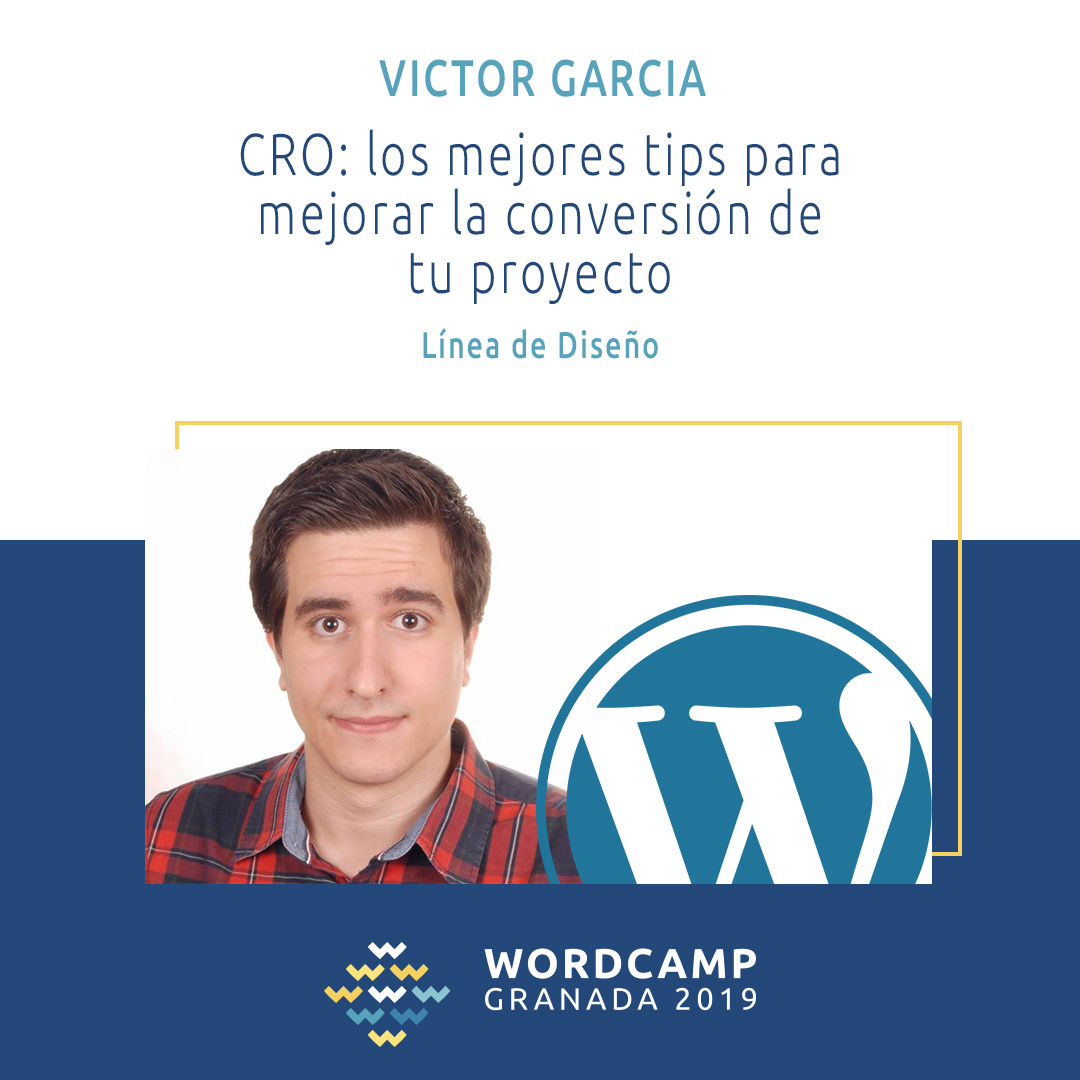 VICTOR GARCIA
CRO: los mejores tips para
mejorar la conversión de
tu proyecto
Línea de Diseño
WORDCAMP
GRANADA 2019